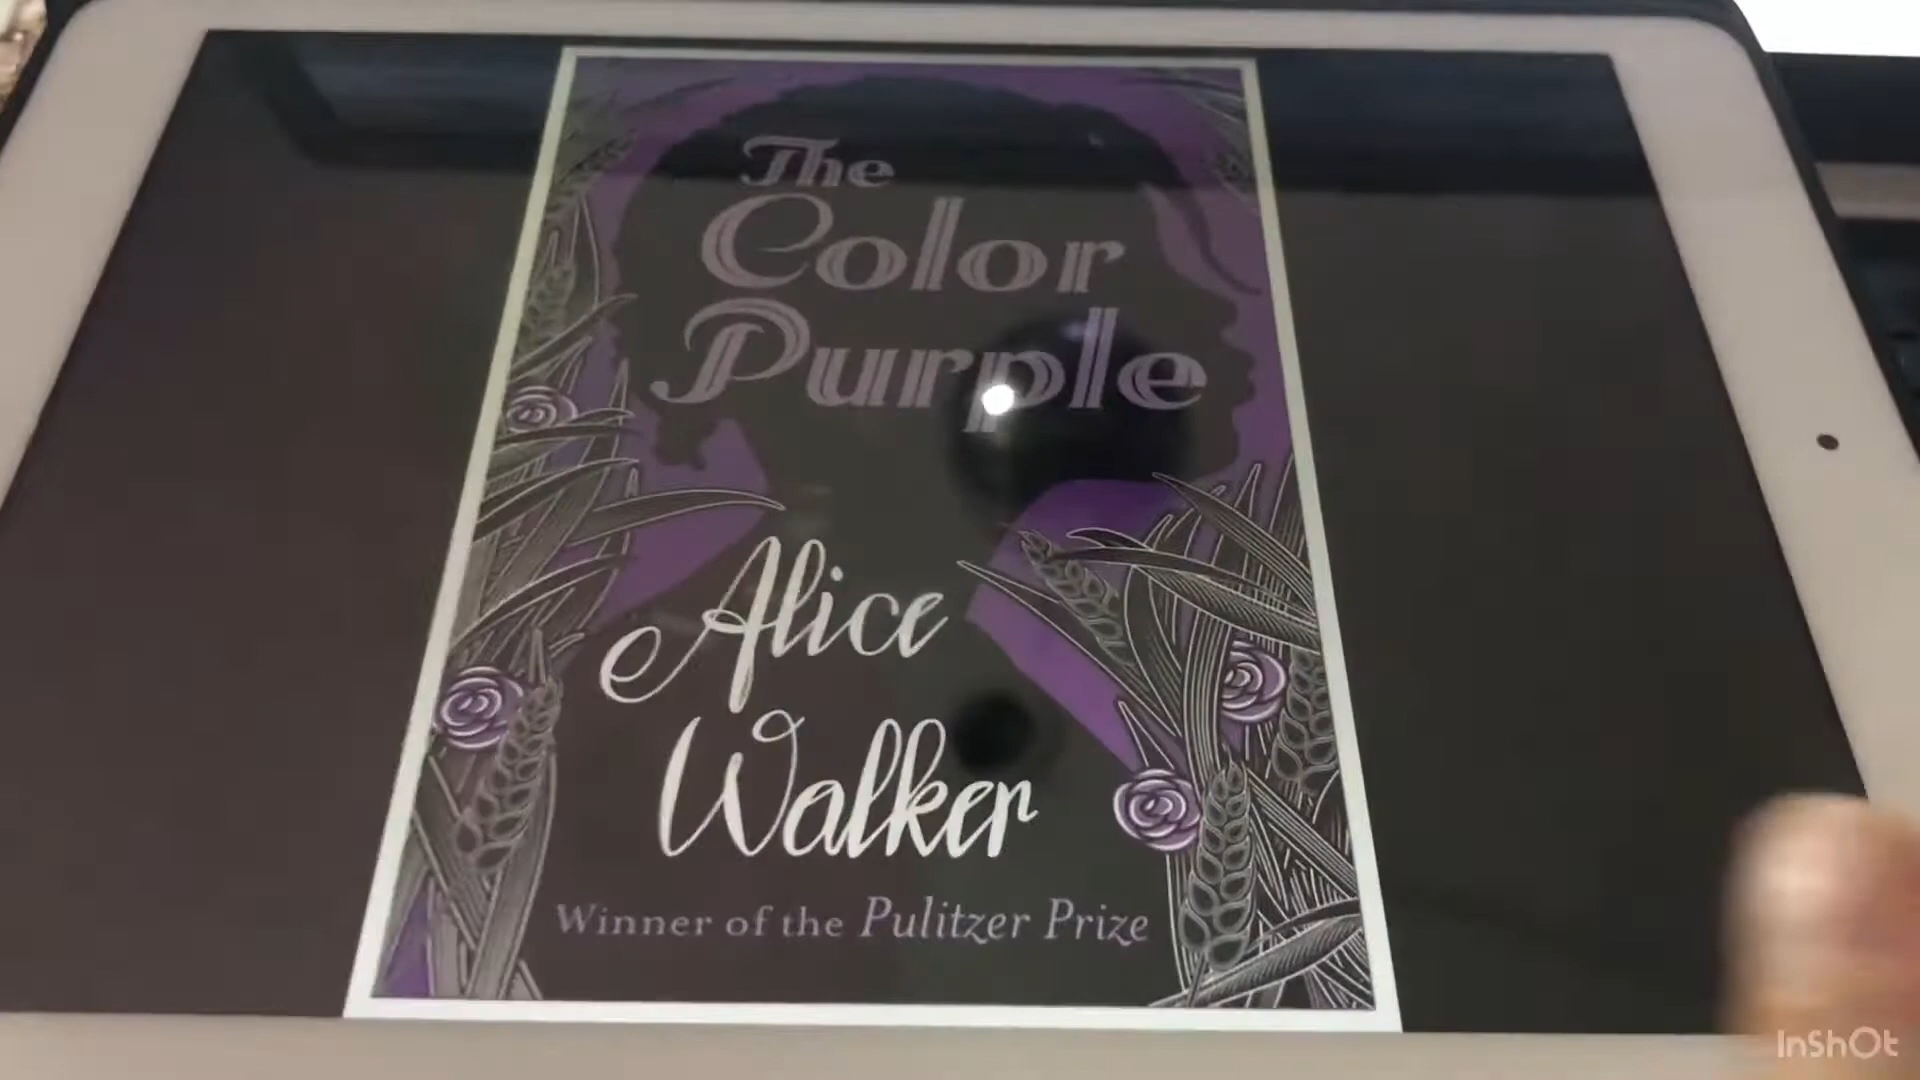 The
Color
Purple
Alice
Walker
Winner of the Pulitzer Prize
InShOt